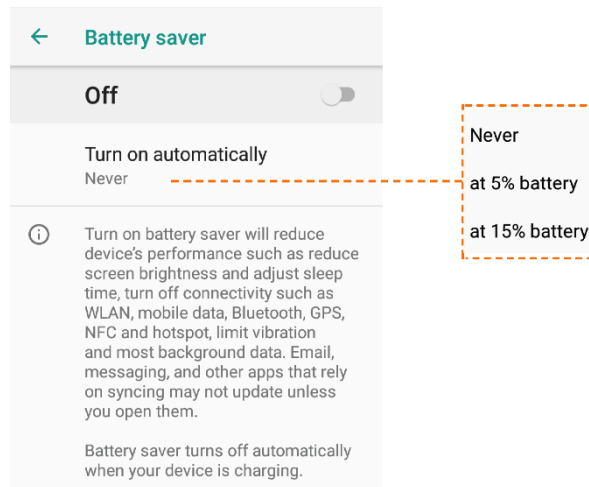 Battery saver
Off
Turn on automatically
Never
Never
at 5% battery
at 15% battery
Turn on battery saver will reduce
device's performance such as reduce
screen brightness and adjust sleep
time, turn off connectivity such as
WLAN, mobile data, Bluetooth, GPS,
NFC and hotspot, limit vibration
and most background data. Email,
messaging, and other apps that rely
on syncing may not update unless
you open them.
Battery saver turns off automatically
when your device is charging.